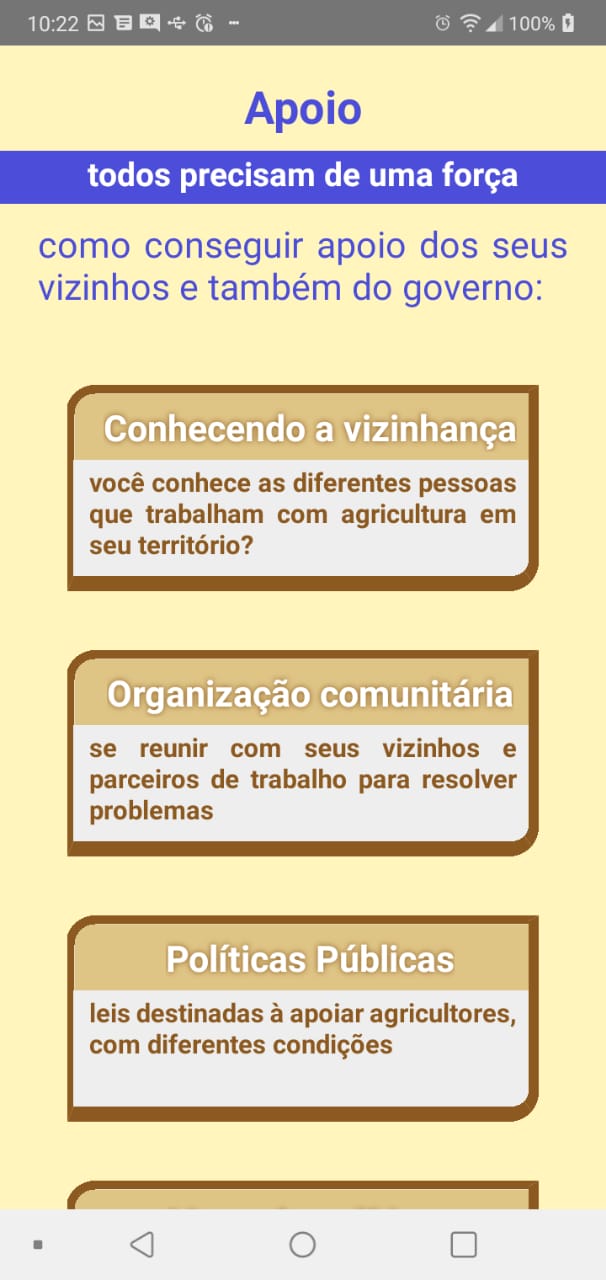 10:22
100%
Apoio
todos precisam de uma força
como conseguir apoio dos seus
vizinhos e também do governo:
Conhecendo a vizinhança
você conhece as diferentes pessoas
que trabalham com agricultura em
seu território?
Organização comunitária
se reunir com seus vizinhos e
parceiros de trabalho para resolver
problemas
Políticas Públicas
leis destinadas à apoiar agricultores,
com diferentes condições